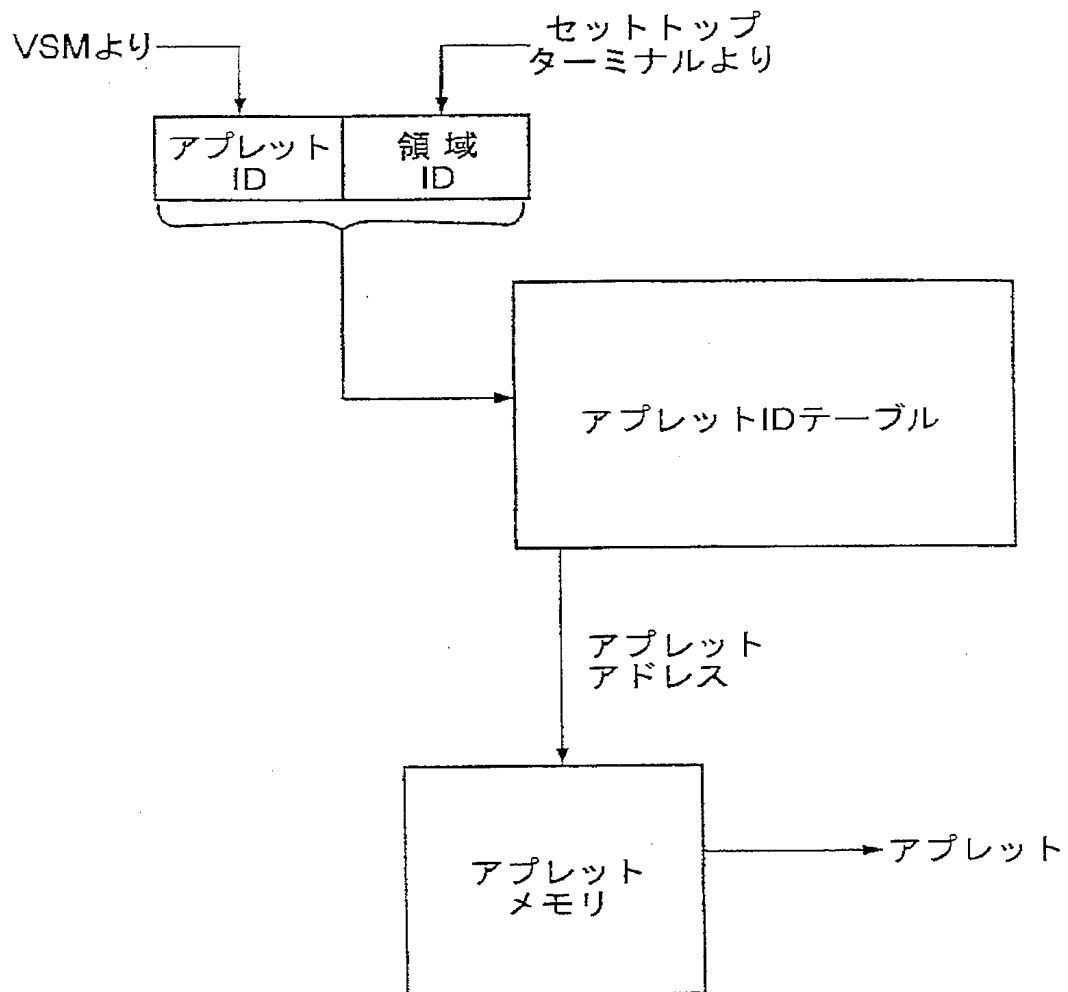 VSMより
セットトップ
ターミナルより
アプレット
ID
領域
ID
アプレットIDテーブル
アプレット
アドレス
アプレット
メモリ
アプレット